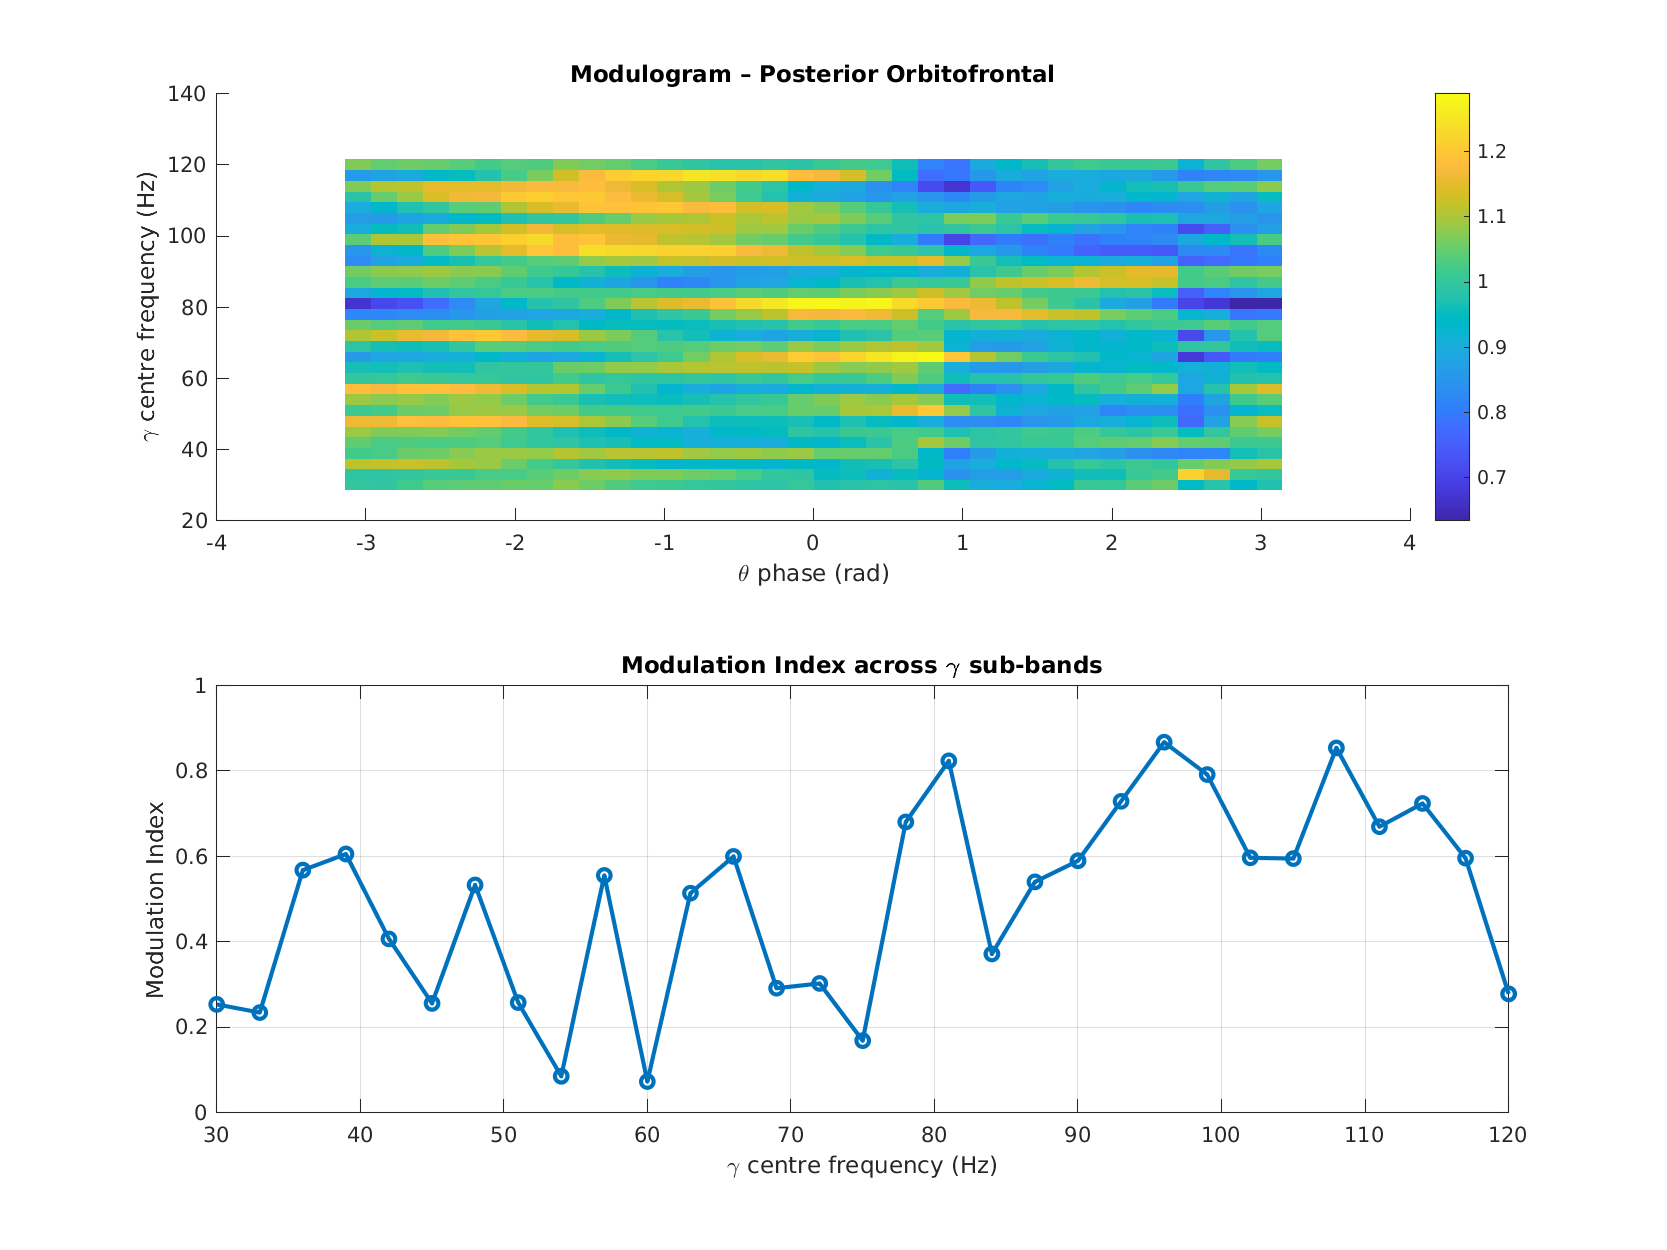 Modulogram – Posterior Orbitofrontal
γ centre frequency (Hz)
140
120
100
80
60
40
20
-4 -3 -2 -1 0 1 2 3 4
θ phase (rad)
1.2
1.1
1
0.9
0.8
0.7
Modulation Index across γ sub-bands
Modulation Index
1
0.8
0.6
0.4
0.2
0
30 40 50 60 70 80 90 100 110 120
γ centre frequency (Hz)